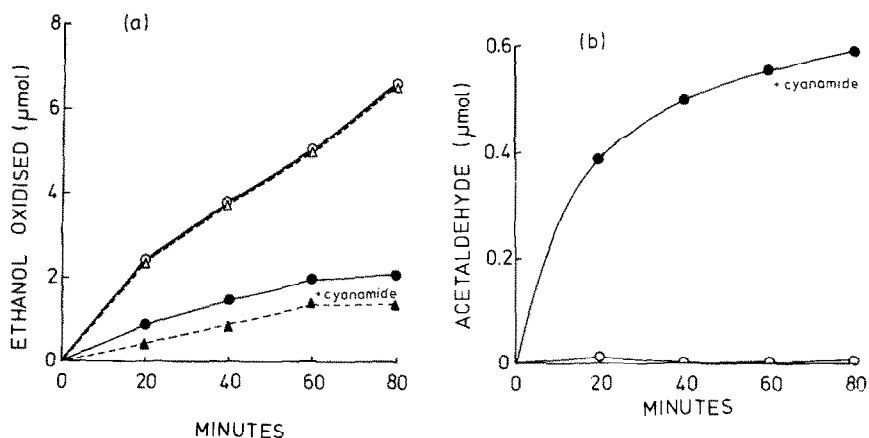 (a)
ETHANOL OXIDISED (µmol)
8
6
4
2
0
+ cyanamide
0 20 40 60 80
MINUTES
(b)
ACETALDEHYDE (µmol)
0.6
0.4
0.2
0
+ cyanamide
0 20 40 60 80
MINUTES